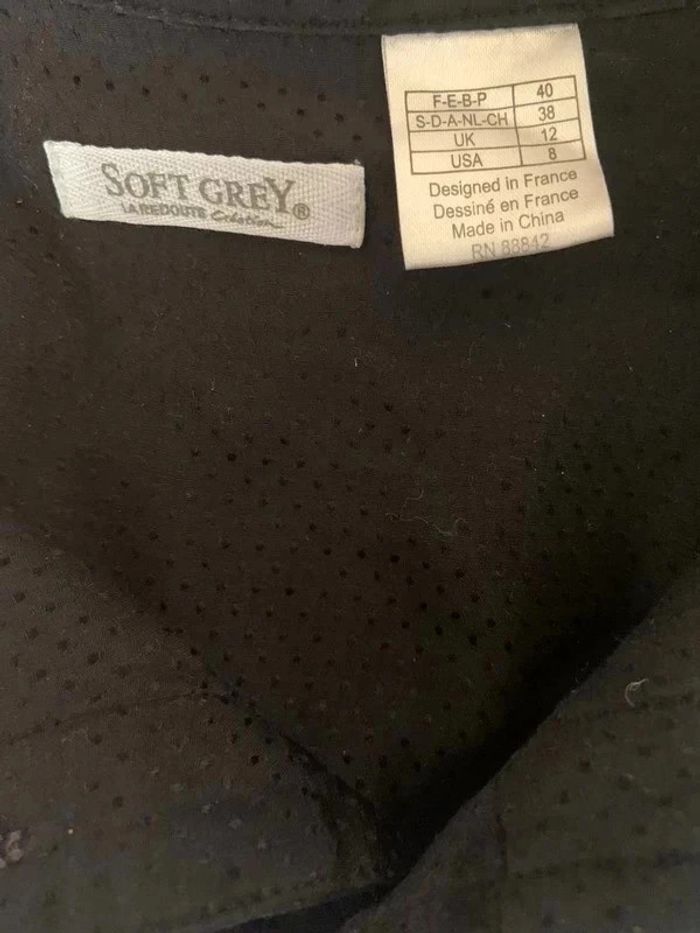 SOFT GREY®
LA REDOUTE Création
F-E-B-P 40
S-D-A-NL-CH 38
UK 12
USA 8
Designed in France
Dessiné en France
Made in China
RN 88842